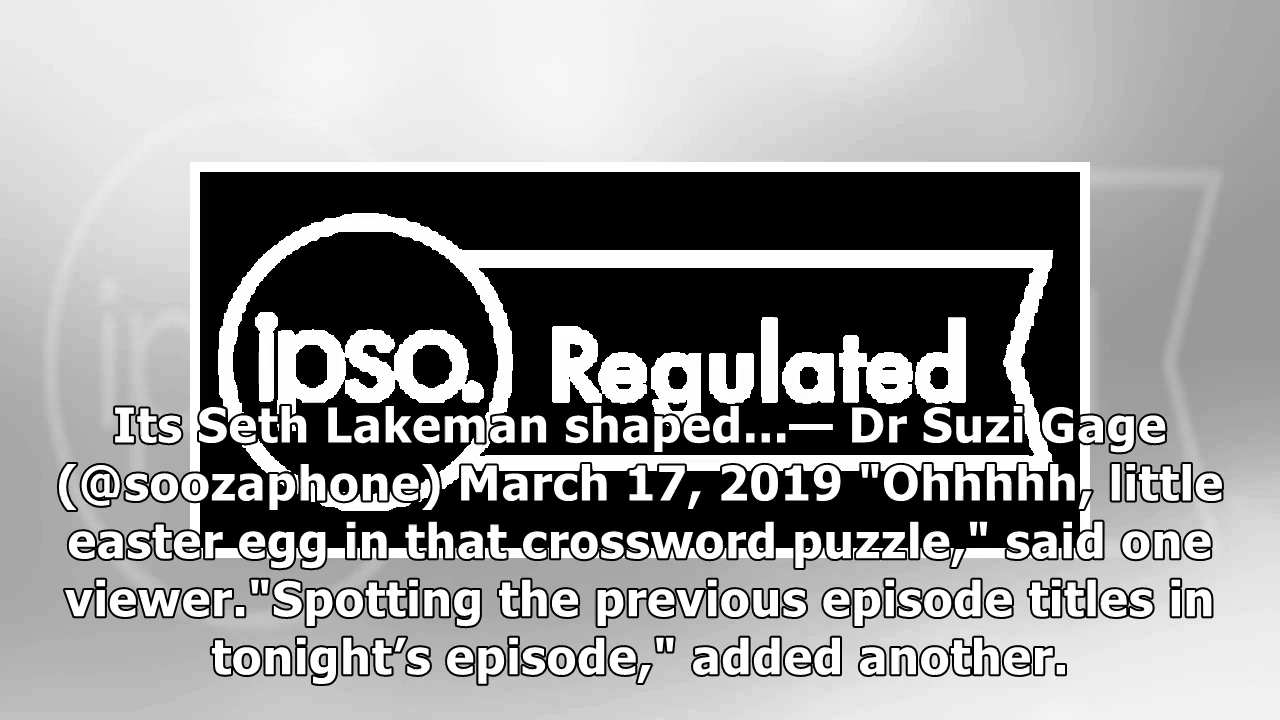 ipso. Regulated
Its Seth Lakeman shaped...— Dr Suzi Gage
(@soozaphone) March 17, 2019 "Ohhhhh, little
easter egg in that crossword puzzle," said one
viewer."Spotting the previous episode titles in
tonight’s episode," added another.